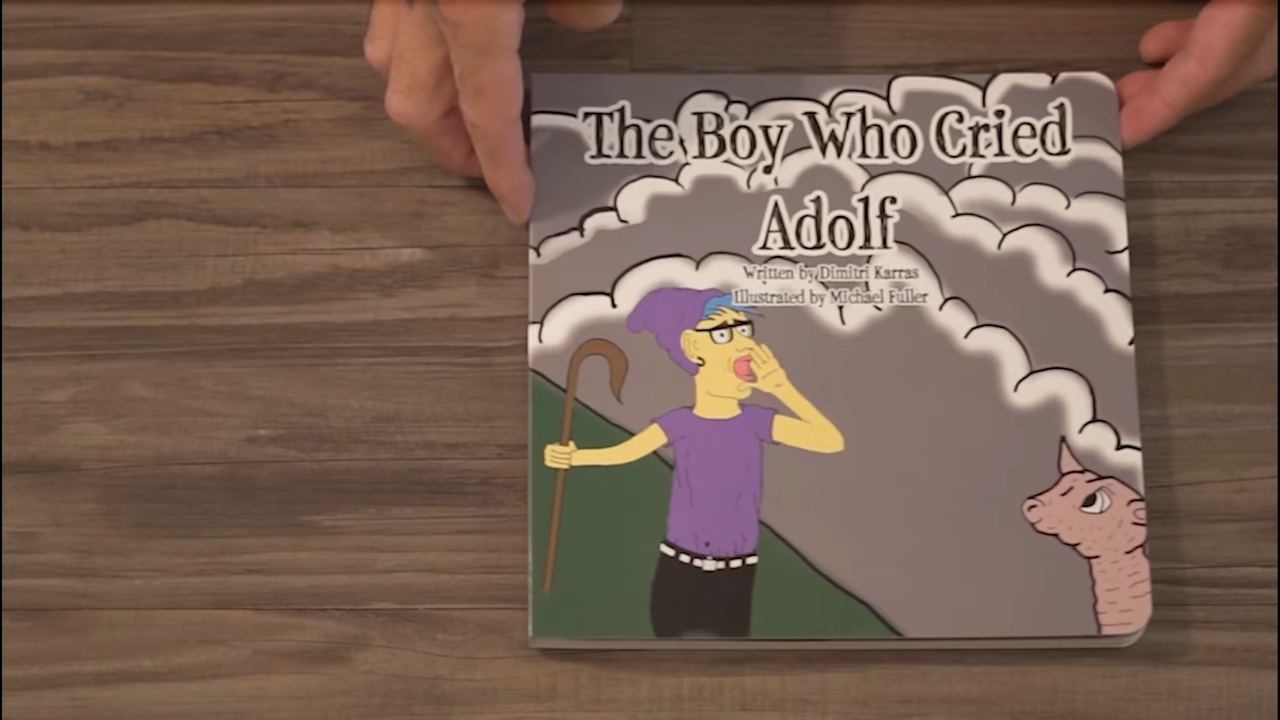 The Boy Who Cried
Adolf
Written by Dimitri Karras
Illustrated by Michael Fuller